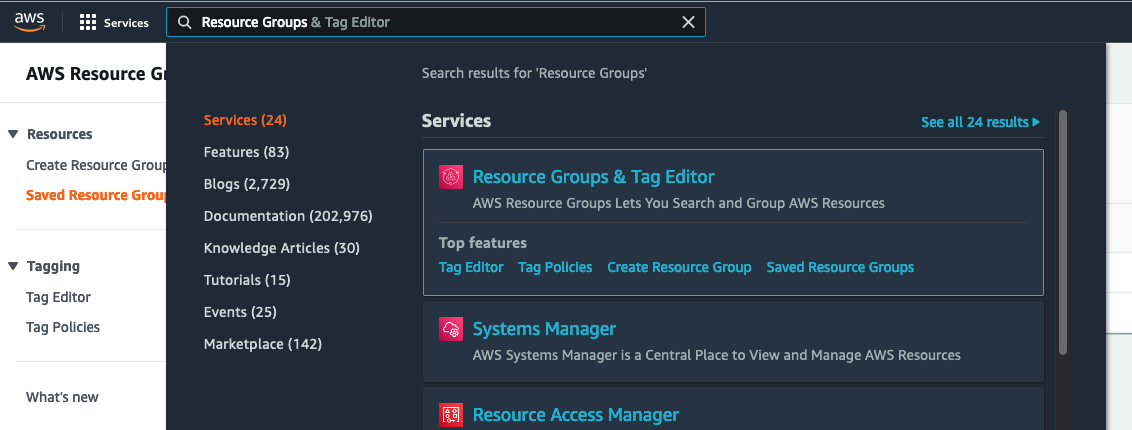 aws
Services
Resource Groups & Tag Editor
AWS Resource Gr
Resources
Create Resource Group
Saved Resource Group
Tagging
Tag Editor
Tag Policies
What's new
Search results for 'Resource Groups'
Services (24)
Features (83)
Blogs (2,729)
Documentation (202,976)
Knowledge Articles (30)
Tutorials (15)
Events (25)
Marketplace (142)
Services
See all 24 results
Resource Groups & Tag Editor
AWS Resource Groups Lets You Search and Group AWS Resources
Top features
Tag Editor Tag Policies Create Resource Group Saved Resource Groups
Systems Manager
AWS Systems Manager is a Central Place to View and Manage AWS Resources
Resource Access Manager